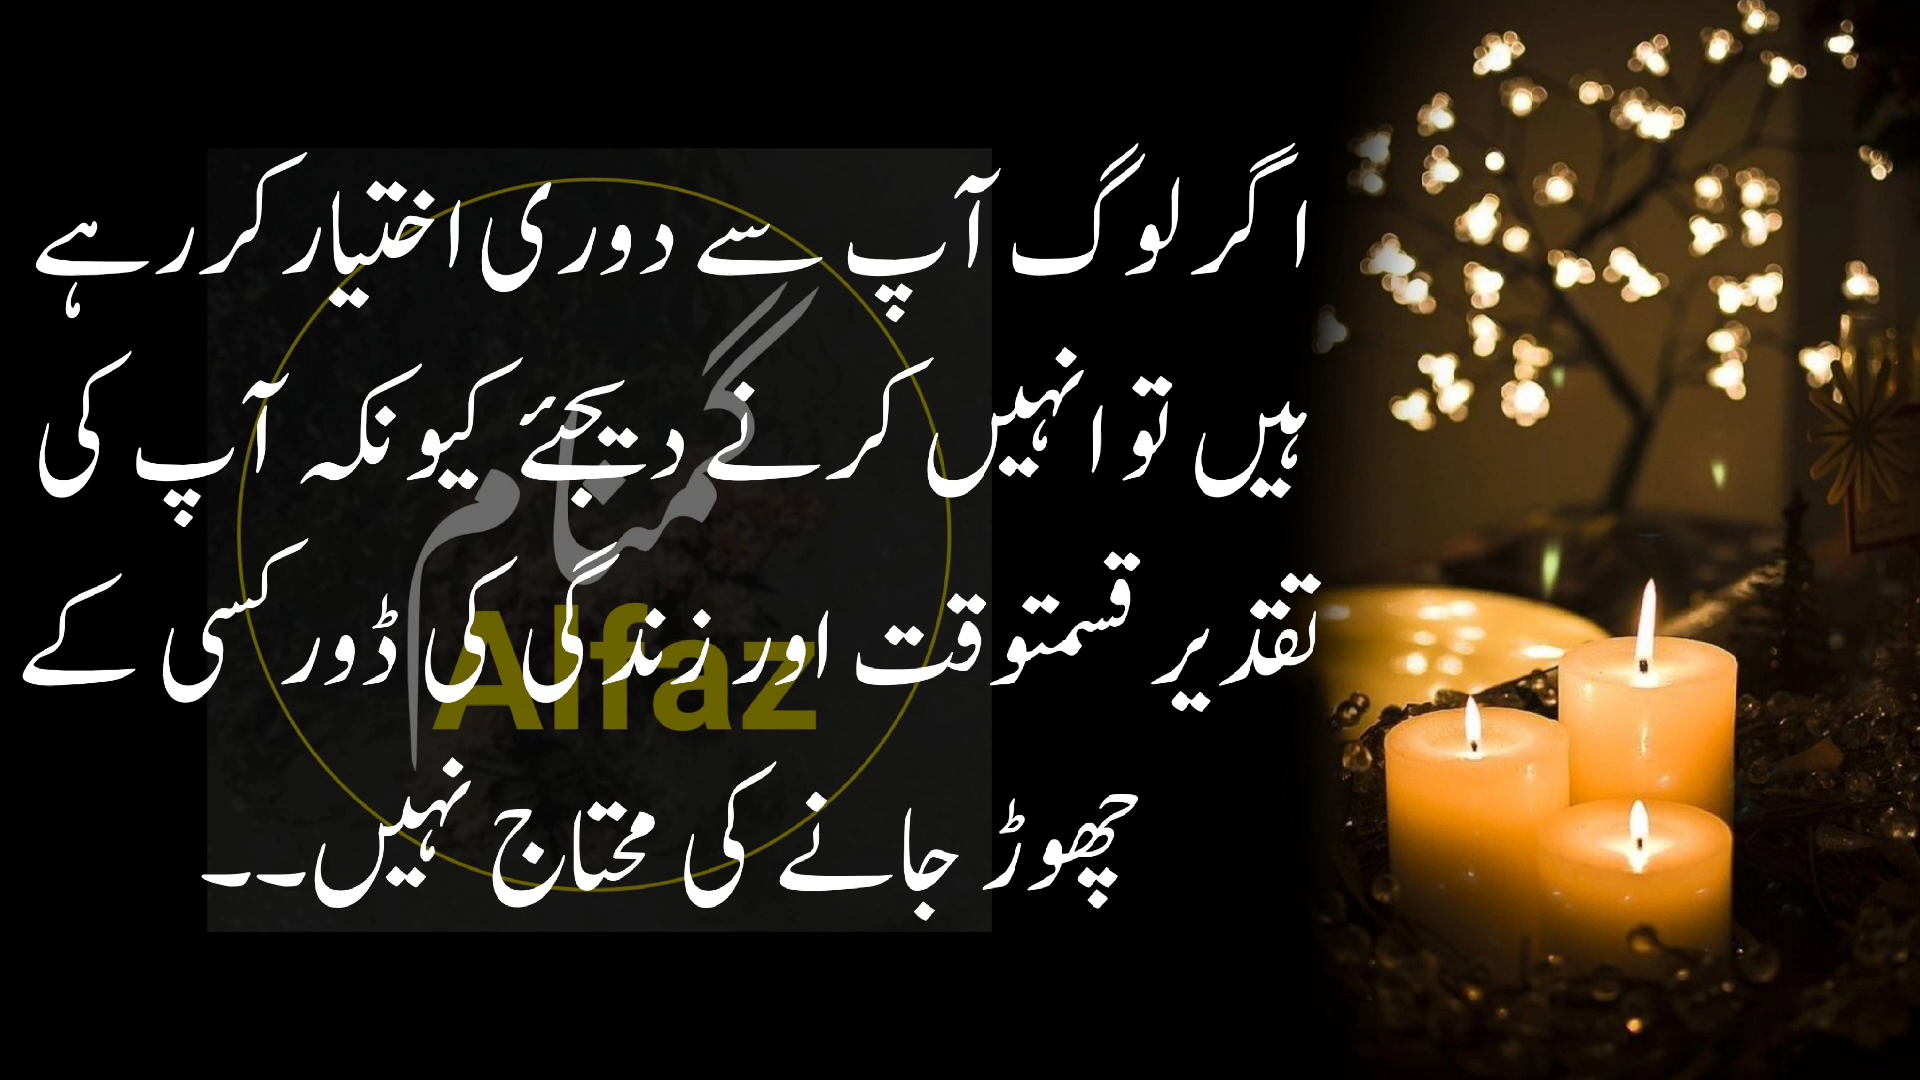 اگر لوگ آپ سے دوری اختیار کر رہے
ہیں تو انہیں کرنے دیجئے کیونکہ آپ کی
تقدیر قسمتوقت اور زندگی کی ڈور کسی کے
چھوڑ جانے کی محتاج نہیں۔۔
گمنام
Alfaz